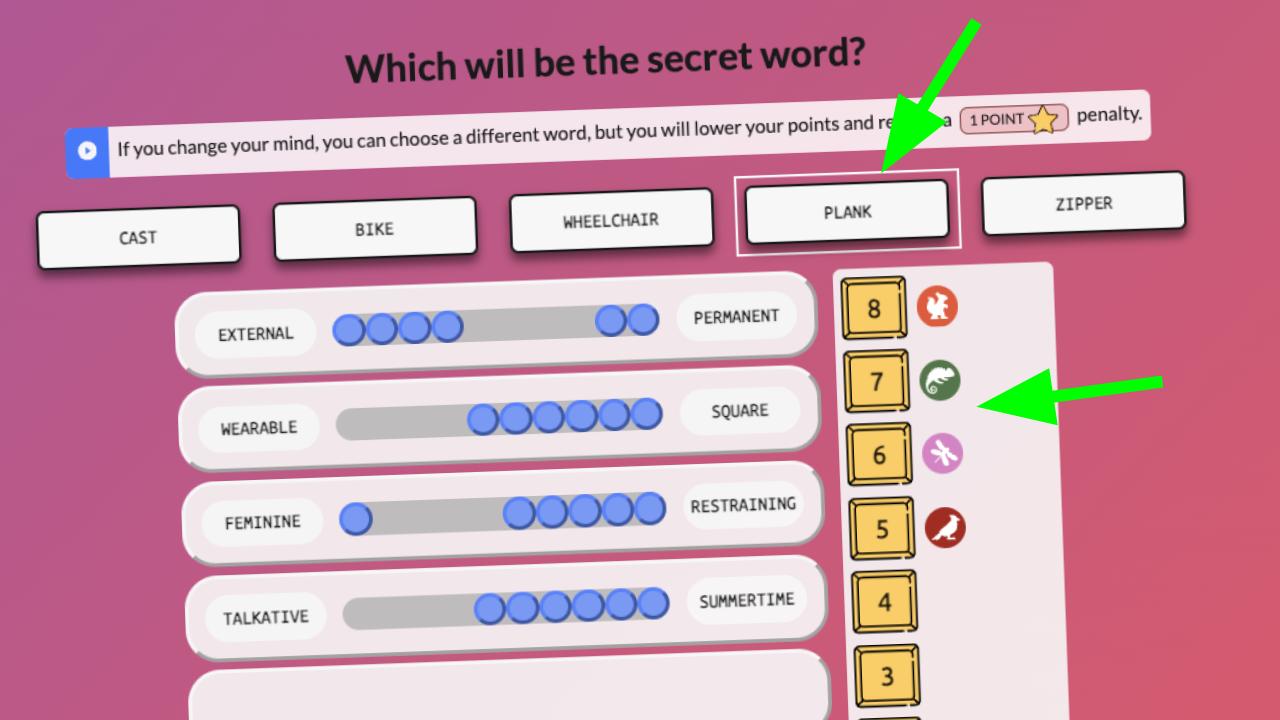 Which will be the secret word?
If you change your mind, you can choose a different word, but you will lower your points and a 1 POINT penalty.
CAST
BIKE
WHEELCHAIR
PLANK
ZIPPER
EXTERNAL
PERMANENT
WEARABLE
SQUARE
FEMININE
RESTRAINING
TALKATIVE
SUMMERTIME
8
7
6
5
4
3